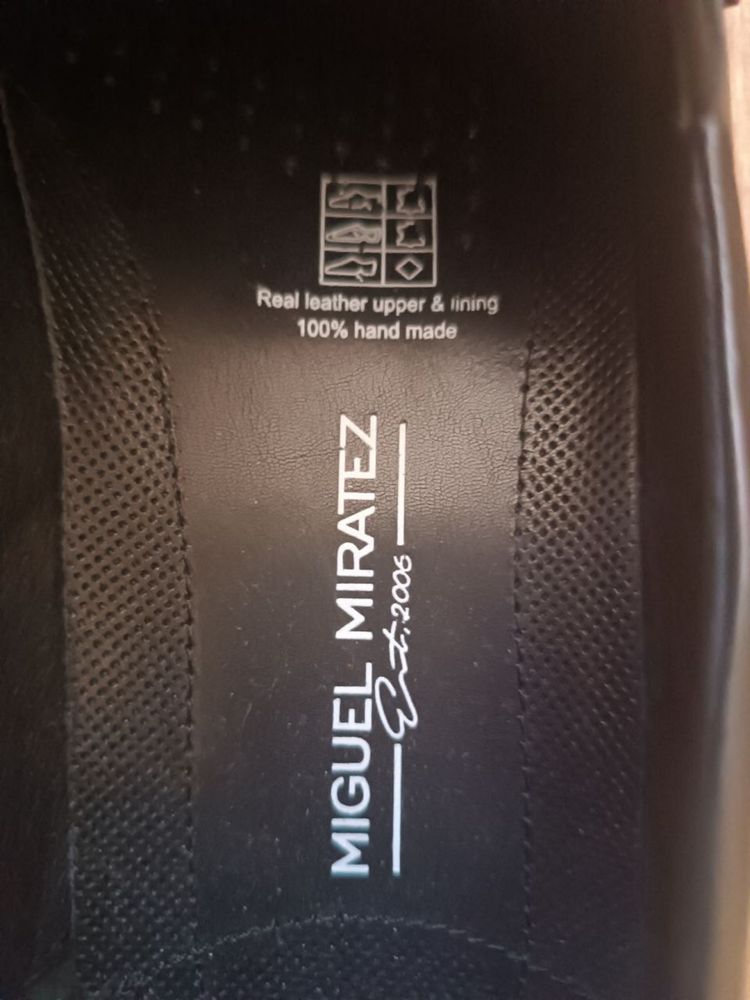 Real leather upper & lining
100% hand made
MIGUEL MIRATEZ
Est, 2006